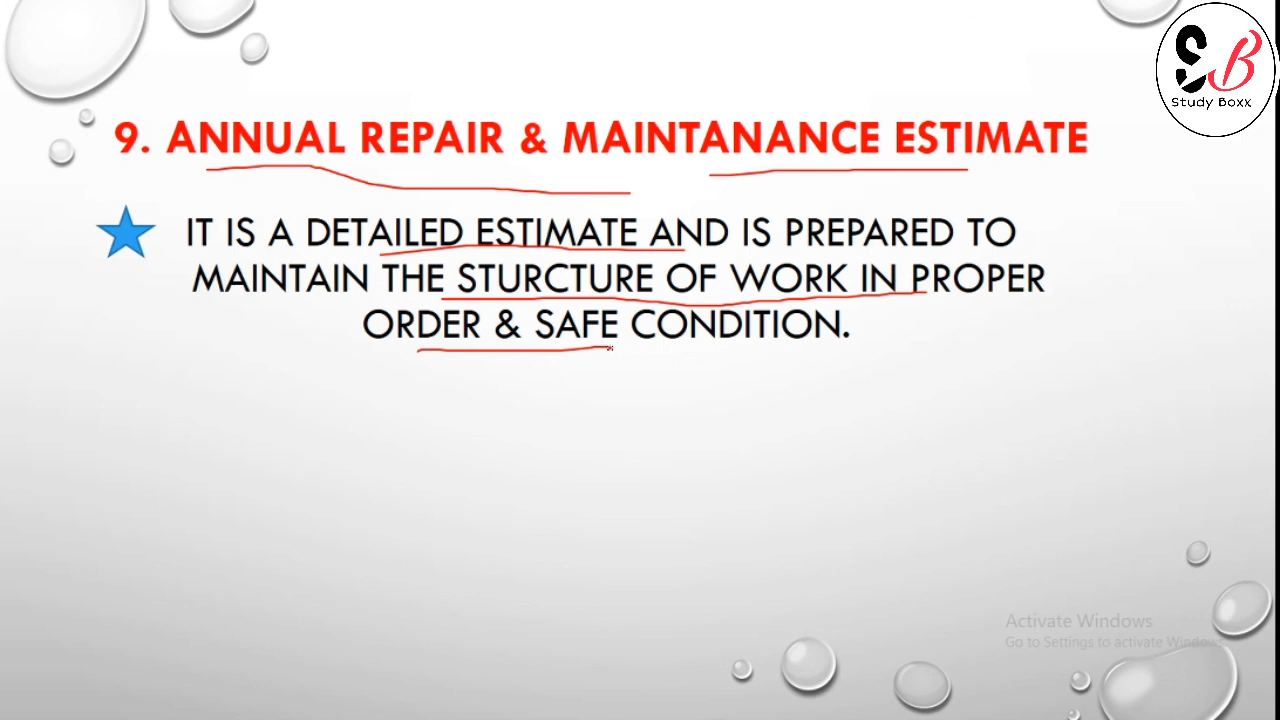 SB
Study Boxx
9. ANNUAL REPAIR & MAINTANANCE ESTIMATE
IT IS A DETAILED ESTIMATE AND IS PREPARED TO
MAINTAIN THE STURCTURE OF WORK IN PROPER
ORDER & SAFE CONDITION.
Activate Windows
Go to Settings to activate Windows.